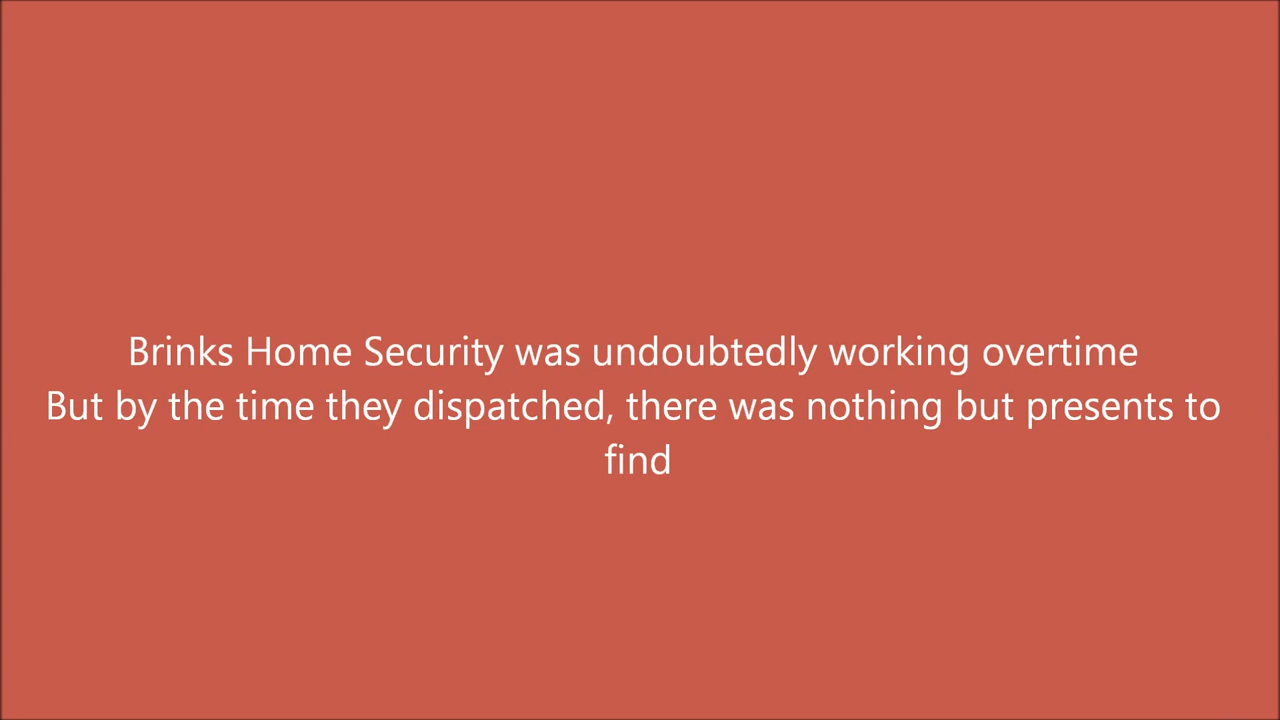 Brinks Home Security was undoubtedly working overtime
But by the time they dispatched, there was nothing but presents to
find